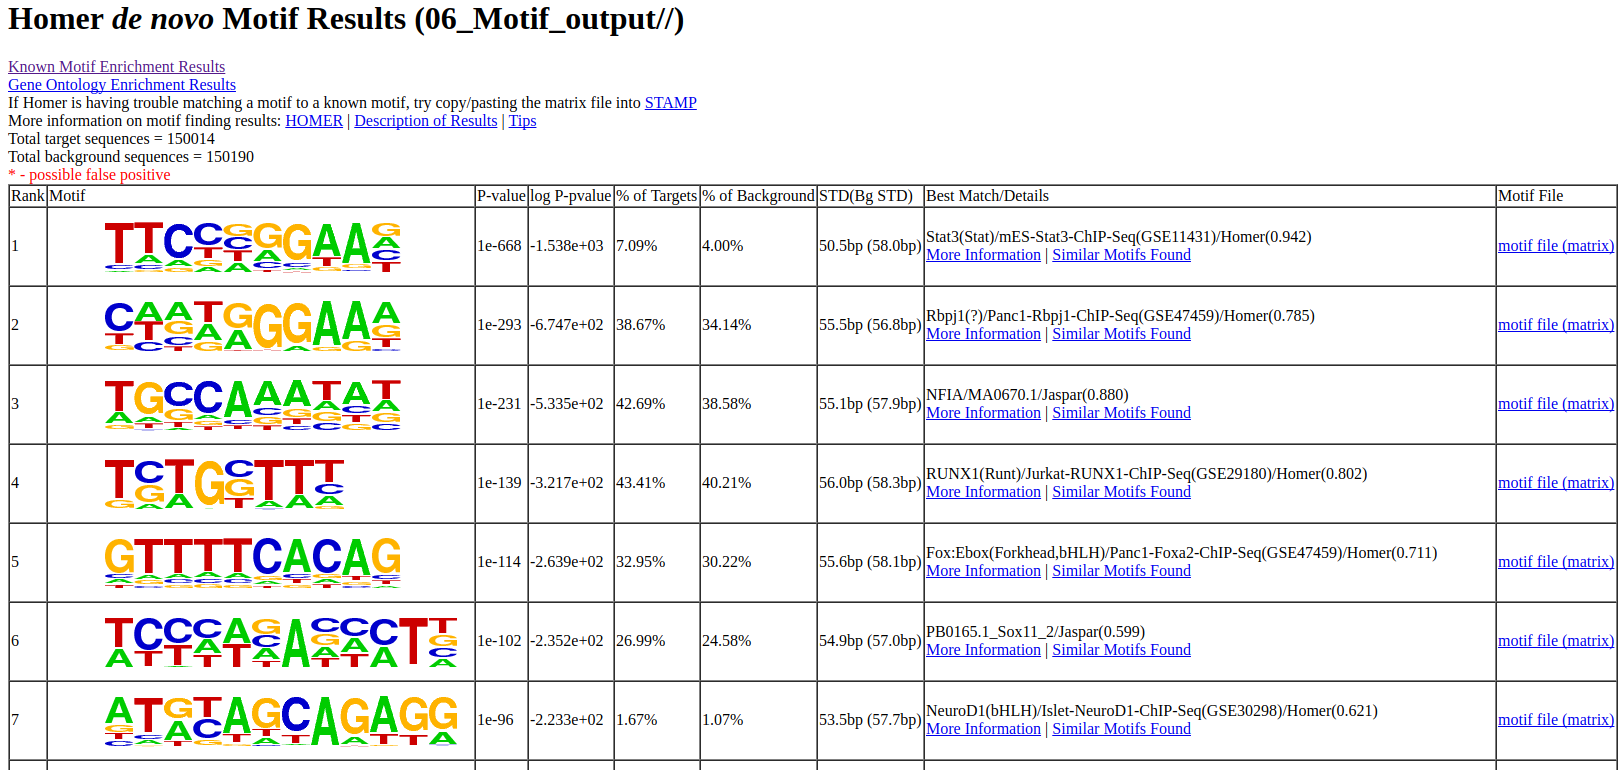 Homer de novo Motif Results (06_Motif_output//)
Known Motif Enrichment Results
Gene Ontology Enrichment Results
If Homer is having trouble matching a motif to a known motif, try copy/pasting the matrix file into STAMP
More information on motif finding results: HOMER | Description of Results | Tips
Total target sequences = 150014
Total background sequences = 150190
* - possible false positive
Rank Motif P-value log P-pvalue % of Targets % of Background STD(Bg STD) Best Match/Details Motif File
1 1e-668 -1.538e+03 7.09% 4.00% 50.5bp (58.0bp) Stat3(Stat)/mES-Stat3-ChIP-Seq(GSE11431)/Homer(0.942)
More Information | Similar Motifs Found motif file (matrix)
2 1e-293 -6.747e+02 38.67% 34.14% 55.5bp (56.8bp) Rbpj1(?)/Panc1-Rbpj1-ChIP-Seq(GSE47459)/Homer(0.785)
More Information | Similar Motifs Found motif file (matrix)
3 1e-231 -5.335e+02 42.69% 38.58% 55.1bp (57.9bp) NFIA/MA0670.1/Jaspar(0.880)
More Information | Similar Motifs Found motif file (matrix)
4 1e-139 -3.217e+02 43.41% 40.21% 56.0bp (58.3bp) RUNX1(Runt)/Jurkat-RUNX1-ChIP-Seq(GSE29180)/Homer(0.802)
More Information | Similar Motifs Found motif file (matrix)
5 1e-114 -2.639e+02 32.95% 30.22% 55.6bp (58.1bp) Fox:Ebox(Forkhead,bHLH)/Panc1-Foxa2-ChIP-Seq(GSE47459)/Homer(0.711)
More Information | Similar Motifs Found motif file (matrix)
6 1e-102 -2.352e+02 26.99% 24.58% 54.9bp (57.0bp) PB0165.1_Sox11_2/Jaspar(0.599)
More Information | Similar Motifs Found motif file (matrix)
7 1e-96 -2.233e+02 1.67% 1.07% 53.5bp (57.7bp) NeuroD1(bHLH)/Islet-NeuroD1-ChIP-Seq(GSE30298)/Homer(0.621)
More Information | Similar Motifs Found motif file (matrix)